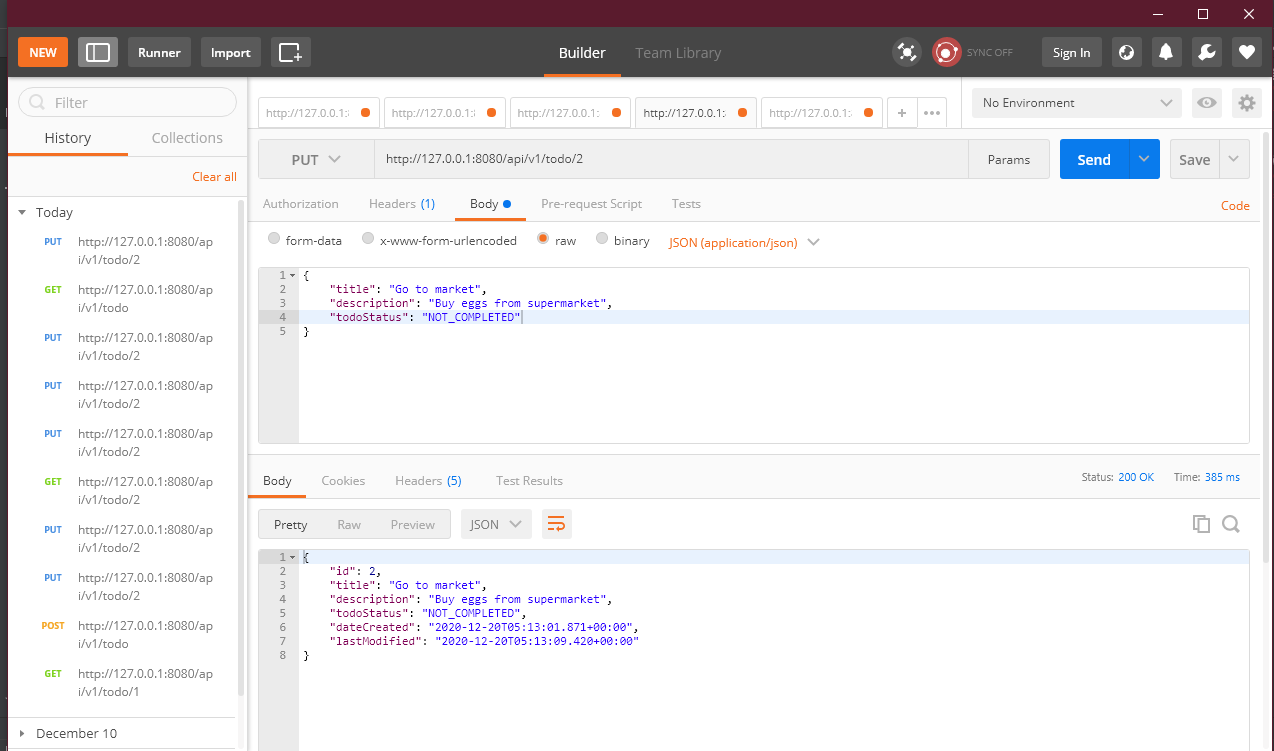 NEW Runner Import Builder Team Library SYNC OFF Sign In
Filter
History Collections
Clear all
Today
PUT http://127.0.0.1:8080/ap
i/v1/todo/2
GET http://127.0.0.1:8080/ap
i/v1/todo
PUT http://127.0.0.1:8080/ap
i/v1/todo/2
PUT http://127.0.0.1:8080/ap
i/v1/todo/2
PUT http://127.0.0.1:8080/ap
i/v1/todo/2
GET http://127.0.0.1:8080/ap
i/v1/todo/2
PUT http://127.0.0.1:8080/ap
i/v1/todo/2
PUT http://127.0.0.1:8080/ap
i/v1/todo/2
POST http://127.0.0.1:8080/ap
i/v1/todo
GET http://127.0.0.1:8080/ap
i/v1/todo/1
December 10
http://127.0.0.1: http://127.0.0.1: http://127.0.0.1: http://127.0.0.1: http://127.0.0.1: + ••• No Environment
PUT http://127.0.0.1:8080/api/v1/todo/2 Params Send Save
Authorization Headers (1) Body Pre-request Script Tests Code
form-data x-www-form-urlencoded raw binary JSON (application/json)
1 {
2 "title": "Go to market",
3 "description": "Buy eggs from supermarket",
4 "todoStatus": "NOT_COMPLETED"
5 }
Body Cookies Headers (5) Test Results Status: 200 OK Time: 385 ms
Pretty Raw Preview JSON
1 {
2 "id": 2,
3 "title": "Go to market",
4 "description": "Buy eggs from supermarket",
5 "todoStatus": "NOT_COMPLETED",
6 "dateCreated": "2020-12-20T05:13:01.871+00:00",
7 "lastModified": "2020-12-20T05:13:09.420+00:00"
8 }